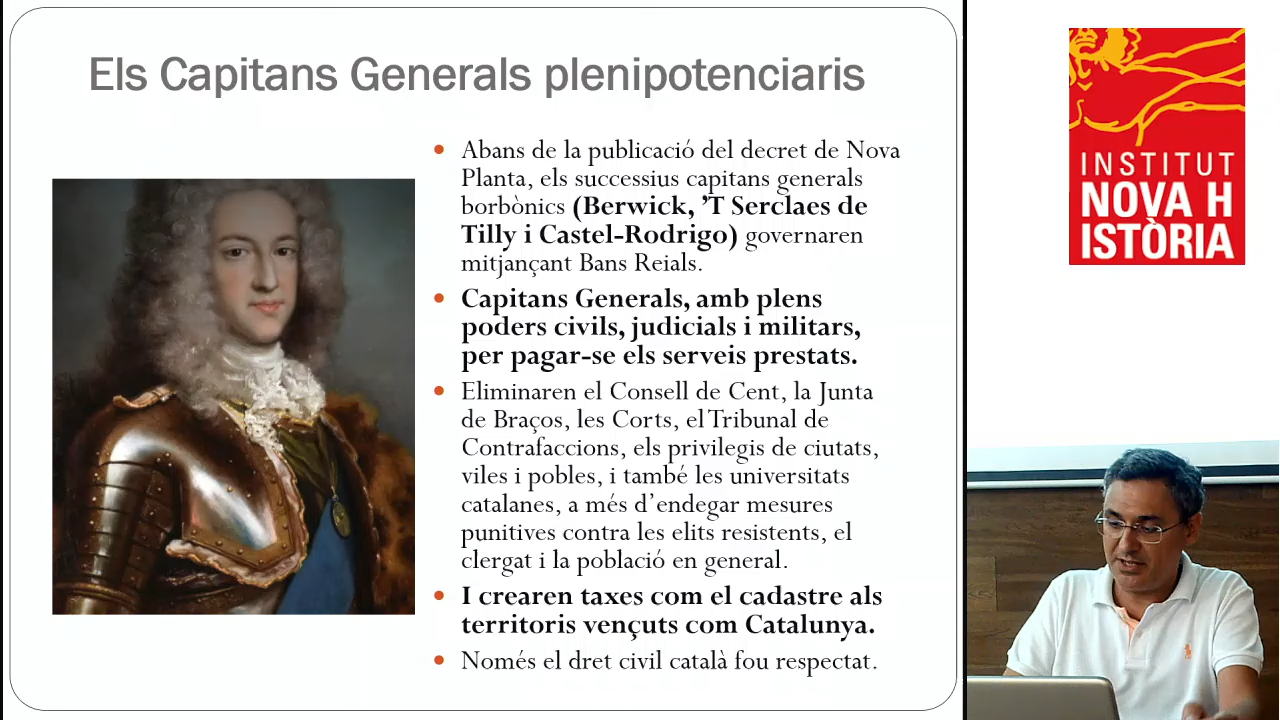 Els Capitans Generals plenipotenciaris
Abans de la publicació del decret de Nova
Planta, els successius capitans generals
borbònics (Berwick, ’T Serclaes de
Tilly i Castel-Rodrigo) governaren
mitjançant Bans Reials.
Capitans Generals, amb plens
poders civils, judicials i militars,
per pagar-se els serveis prestats.
Eliminaren el Consell de Cent, la Junta
de Braços, les Corts, el Tribunal de
Contrafaccions, els privilegis de ciutats,
viles i pobles, i també les universitats
catalanes, a més d’endegar mesures
punitives contra les elits resistents, el
clergat i la població en general.
I crearen taxes com el cadastre als
territoris vençuts com Catalunya.
Només el dret civil català fou respectat.
INSTITUT
NOVA H
ISTÒRIA